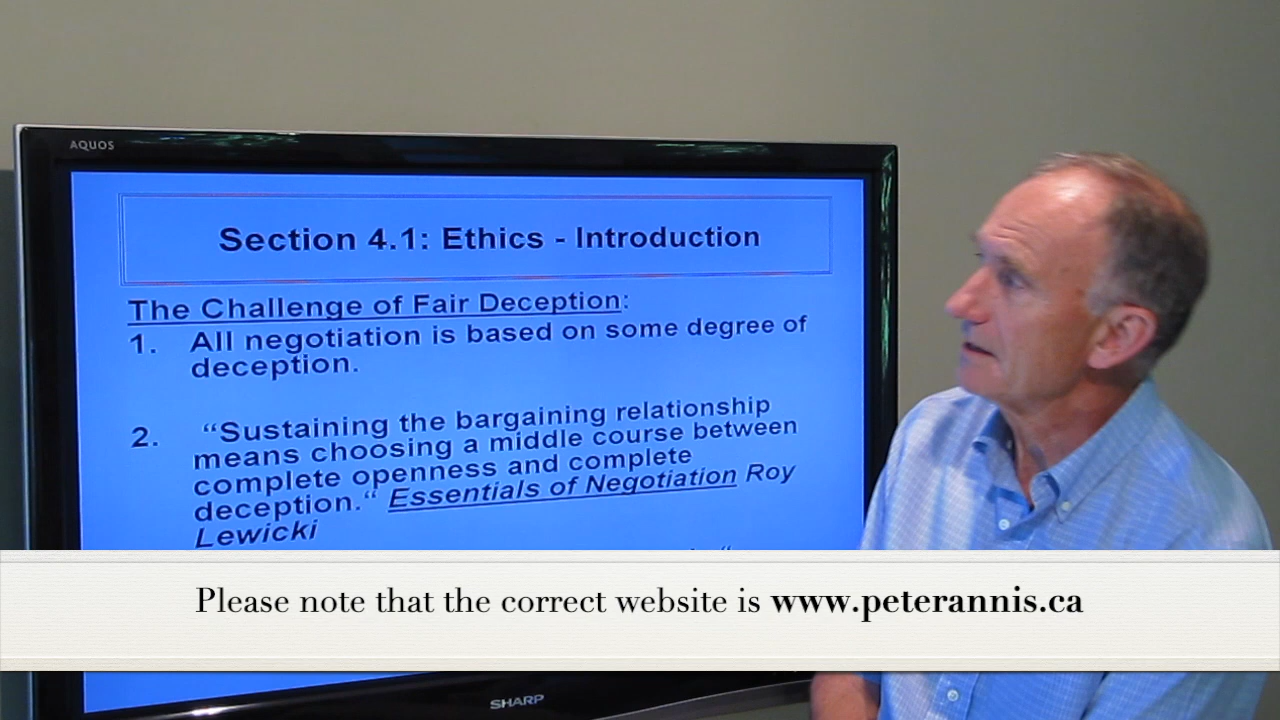 AQUOS
Section 4.1: Ethics - Introduction
The Challenge of Fair Deception:
1. All negotiation is based on some degree of
deception.
2. “Sustaining the bargaining relationship
means choosing a middle course between
complete openness and complete
deception.“ Essentials of Negotiation Roy
Lewicki
Please note that the correct website is www.peterannis.ca
SHARP